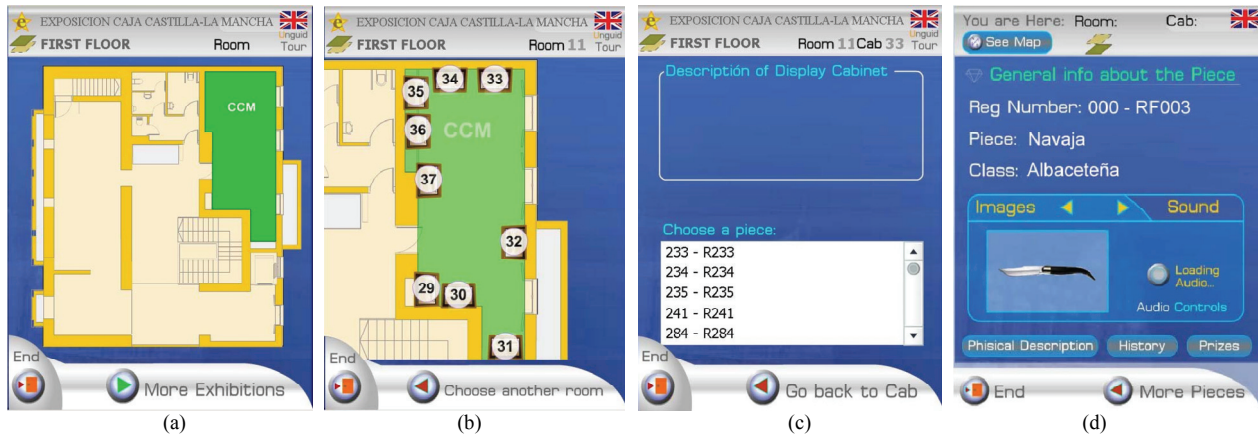 EXPOSICION CAJA CASTILLA-LA MANCHA
FIRST FLOOR Room Unguid Tour
CCM
End
More Exhibitions
(a)
EXPOSICION CAJA CASTILLA-LA MANCHA
FIRST FLOOR Room 11 Unguid Tour
34 33
35
36 CCM
37
32
29 30
31
End
Choose another room
(b)
EXPOSICION CAJA CASTILLA-LA MANCHA
FIRST FLOOR Room 11 Cab 33 Unguid Tour
Descriptión of Display Cabinet
Choose a piece:
233 - R233
234 - R234
235 - R235
241 - R241
284 - R284
End
Go back to Cab
(c)
You are Here: Room: Cab:
See Map
General info about the Piece
Reg Number: 000 - RF003
Piece: Navaja
Class: Albaceteña
Images Sound
Loading
Audio...
Audio Controls
Phisical Description History Prizes
End More Pieces
(d)